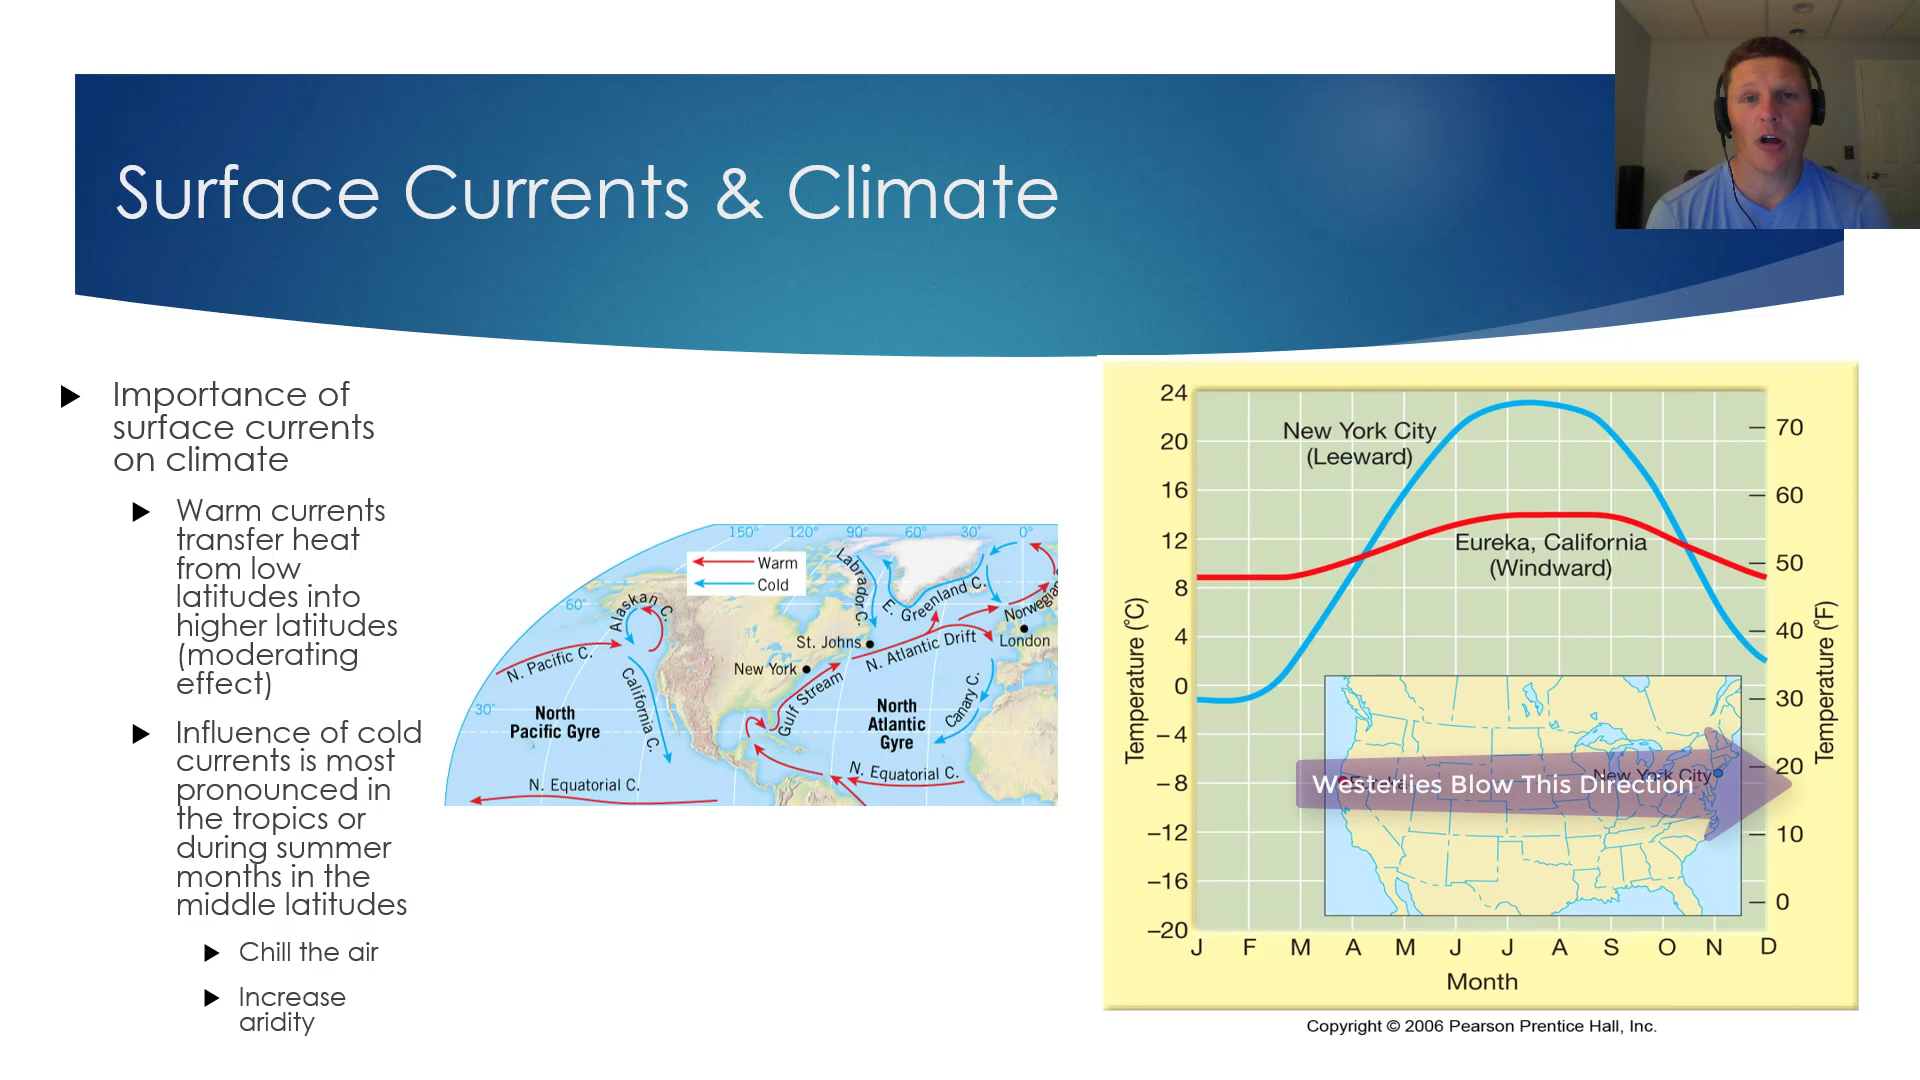 Surface Currents & Climate
Importance of
surface currents
on climate
Warm currents
transfer heat
from low
latitudes into
higher latitudes
(moderating
effect)
Influence of cold
currents is most
pronounced in
the tropics or
during summer
months in the
middle latitudes
Chill the air
Increase
aridity
150° 120° 90° 60° 30° 0°
Warm
Cold
60°
30°
Alaskan C.
Labrador C.
E. Greenland C.
Norwegian
London
St. Johns
N. Atlantic Drift
N. Pacific C.
New York
Gulf Stream
California C.
Canary C.
North
Pacific Gyre
North
Atlantic
Gyre
N. Equatorial C.
N. Equatorial C.
Temperature (°C)
24
20
16
12
8
4
0
–4
–8
–12
–16
–20
New York City
(Leeward)
Eureka, California
(Windward)
Eureka
New York City
Westerlies Blow This Direction
70
60
50
40
30
20
10
0
Temperature (°F)
J F M A M J J A S O N D
Month
Copyright © 2006 Pearson Prentice Hall, Inc.